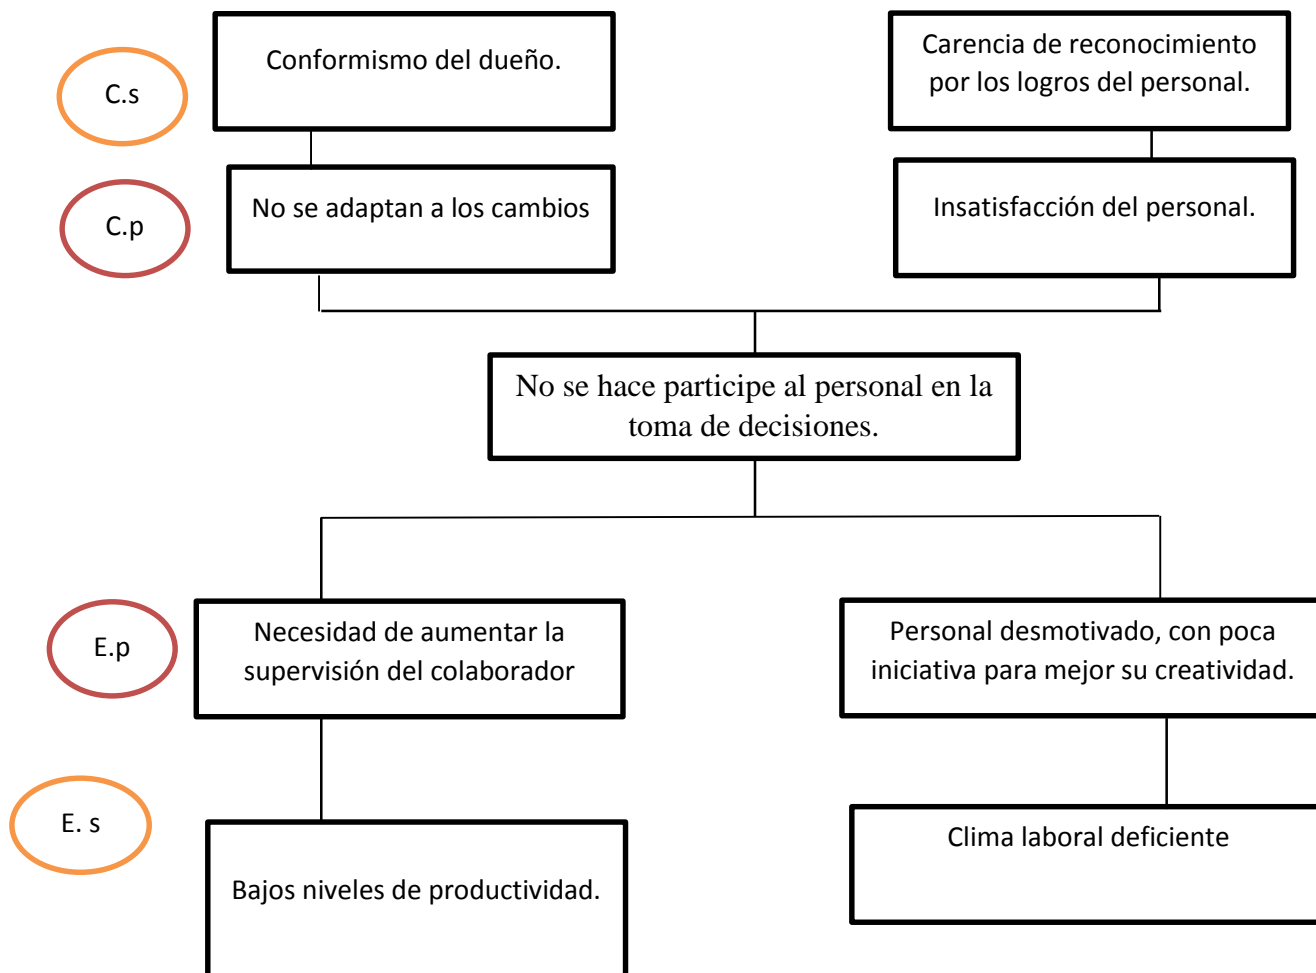 C.s
Conformismo del dueño.
Carencia de reconocimiento
por los logros del personal.
C.p
No se adaptan a los cambios
Insatisfacción del personal.
No se hace participe al personal en la
toma de decisiones.
E.p
Necesidad de aumentar la
supervisión del colaborador
Personal desmotivado, con poca
iniciativa para mejor su creatividad.
E. s
Bajos niveles de productividad.
Clima laboral deficiente